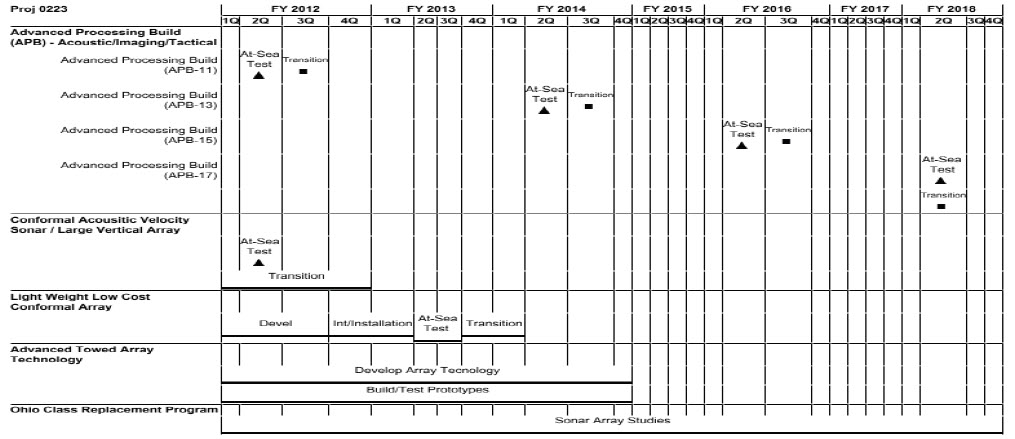 Proj 0223
FY 2012 FY 2013 FY 2014 FY 2015 FY 2016 FY 2017 FY 2018
1Q 2Q 3Q 4Q 1Q 2Q 3Q 4Q 1Q 2Q 3Q 4Q 1Q 2Q 3Q 4Q 1Q 2Q 3Q 4Q 1Q 2Q 3Q 4Q 1Q 2Q 3Q 4Q
Advanced Processing Build
(APB) - Acoustic/Imaging/Tactical
Advanced Processing Build
(APB-11)
At-Sea
Test
Transition
Advanced Processing Build
(APB-13)
At-Sea
Test
Transition
Advanced Processing Build
(APB-15)
At-Sea
Test
Transition
Advanced Processing Build
(APB-17)
At-Sea
Test
Transition
Conformal Acousitic Velocity
Sonar / Large Vertical Array
At-Sea
Test
Transition
Light Weight Low Cost
Conformal Array
Devel
Int/Installation
At-Sea
Test
Transition
Advanced Towed Array
Technology
Develop Array Tecnology
Build/Test Prototypes
Ohio Class Replacement Program
Sonar Array Studies